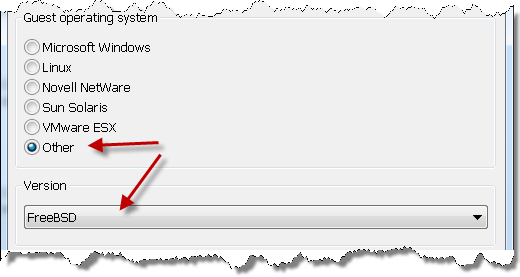 Guest operating system
Microsoft Windows
Linux
Novell NetWare
Sun Solaris
VMware ESX
Other
Version
FreeBSD